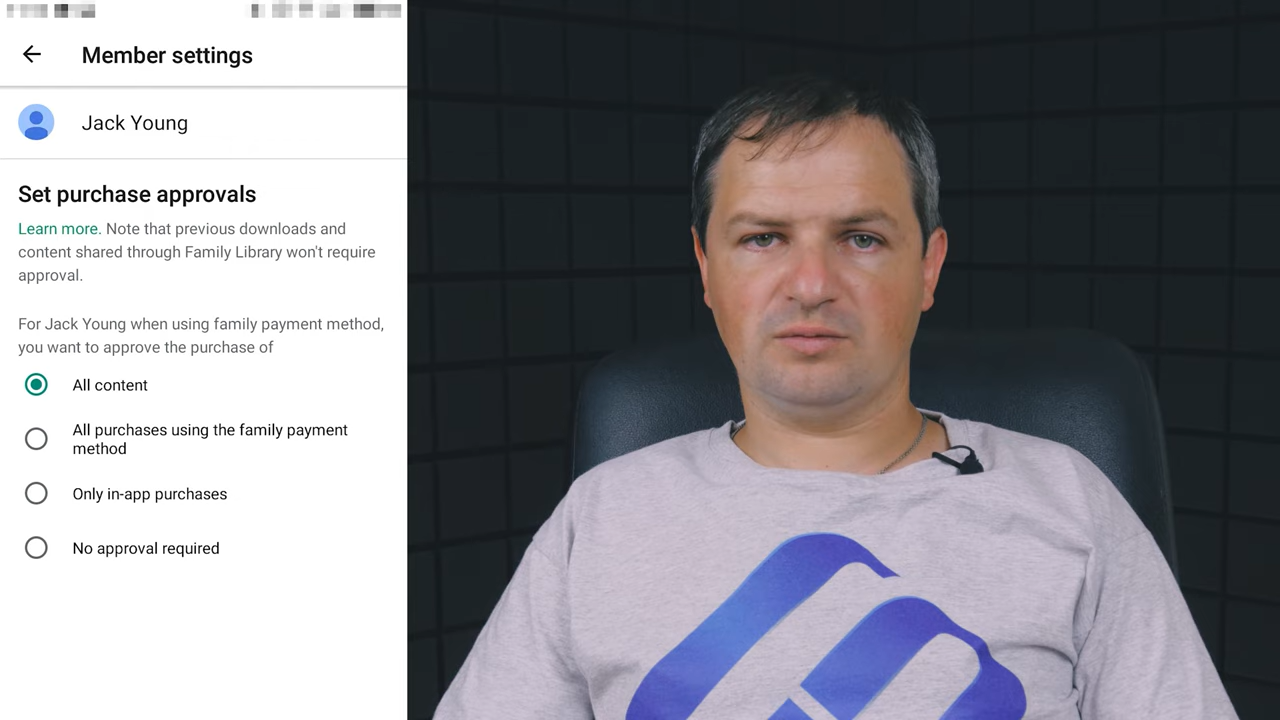 Member settings
Jack Young
Set purchase approvals
Learn more. Note that previous downloads and
content shared through Family Library won't require
approval.
For Jack Young when using family payment method,
you want to approve the purchase of
All content
All purchases using the family payment
method
Only in-app purchases
No approval required